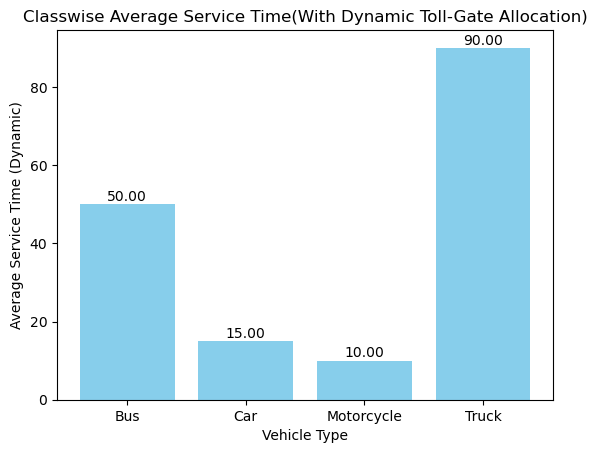 Classwise Average Service Time(With Dynamic Toll-Gate Allocation)
90.00
80
60
50.00
40
20
15.00
10.00
0
Average Service Time (Dynamic)
Bus
Car
Motorcycle
Truck
Vehicle Type